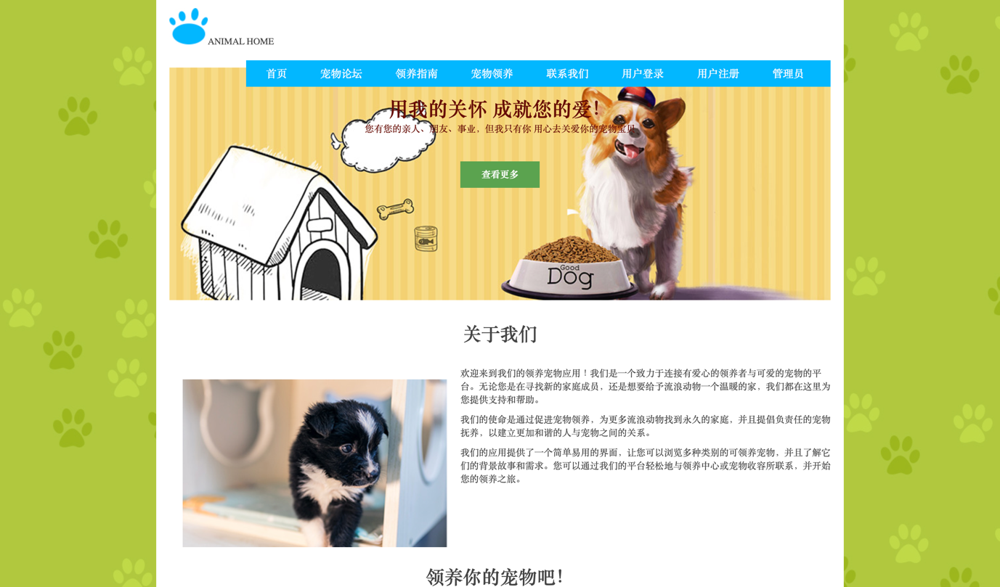 ANIMAL HOME
首页 宠物论坛 领养指南 宠物领养 联系我们 用户登录 用户注册 管理员
用我的关怀 成就您的爱！
您有您的亲人、朋友、事业，但我只有你 用心去关爱你的宠物宝贝
查看更多
Good
Dog
关于我们
欢迎来到我们的领养宠物应用！我们是一个致力于连接有爱心的领养者与可爱的宠物的平
台。无论您是在寻找新的家庭成员，还是想要给予流浪动物一个温暖的家，我们都在这里为
您提供支持和帮助。
我们的使命是通过促进宠物领养，为更多流浪动物找到永久的家庭，并且提倡负责任的宠物
抚养，以建立更加和谐的人与宠物之间的关系。
我们的应用提供了一个简单易用的界面，让您可以浏览多种类别的可领养宠物，并且了解它
们的背景故事和需求。您可以通过我们的平台轻松地与领养中心或宠物收容所联系，并开始
您的领养之旅。
领养你的宠物吧！